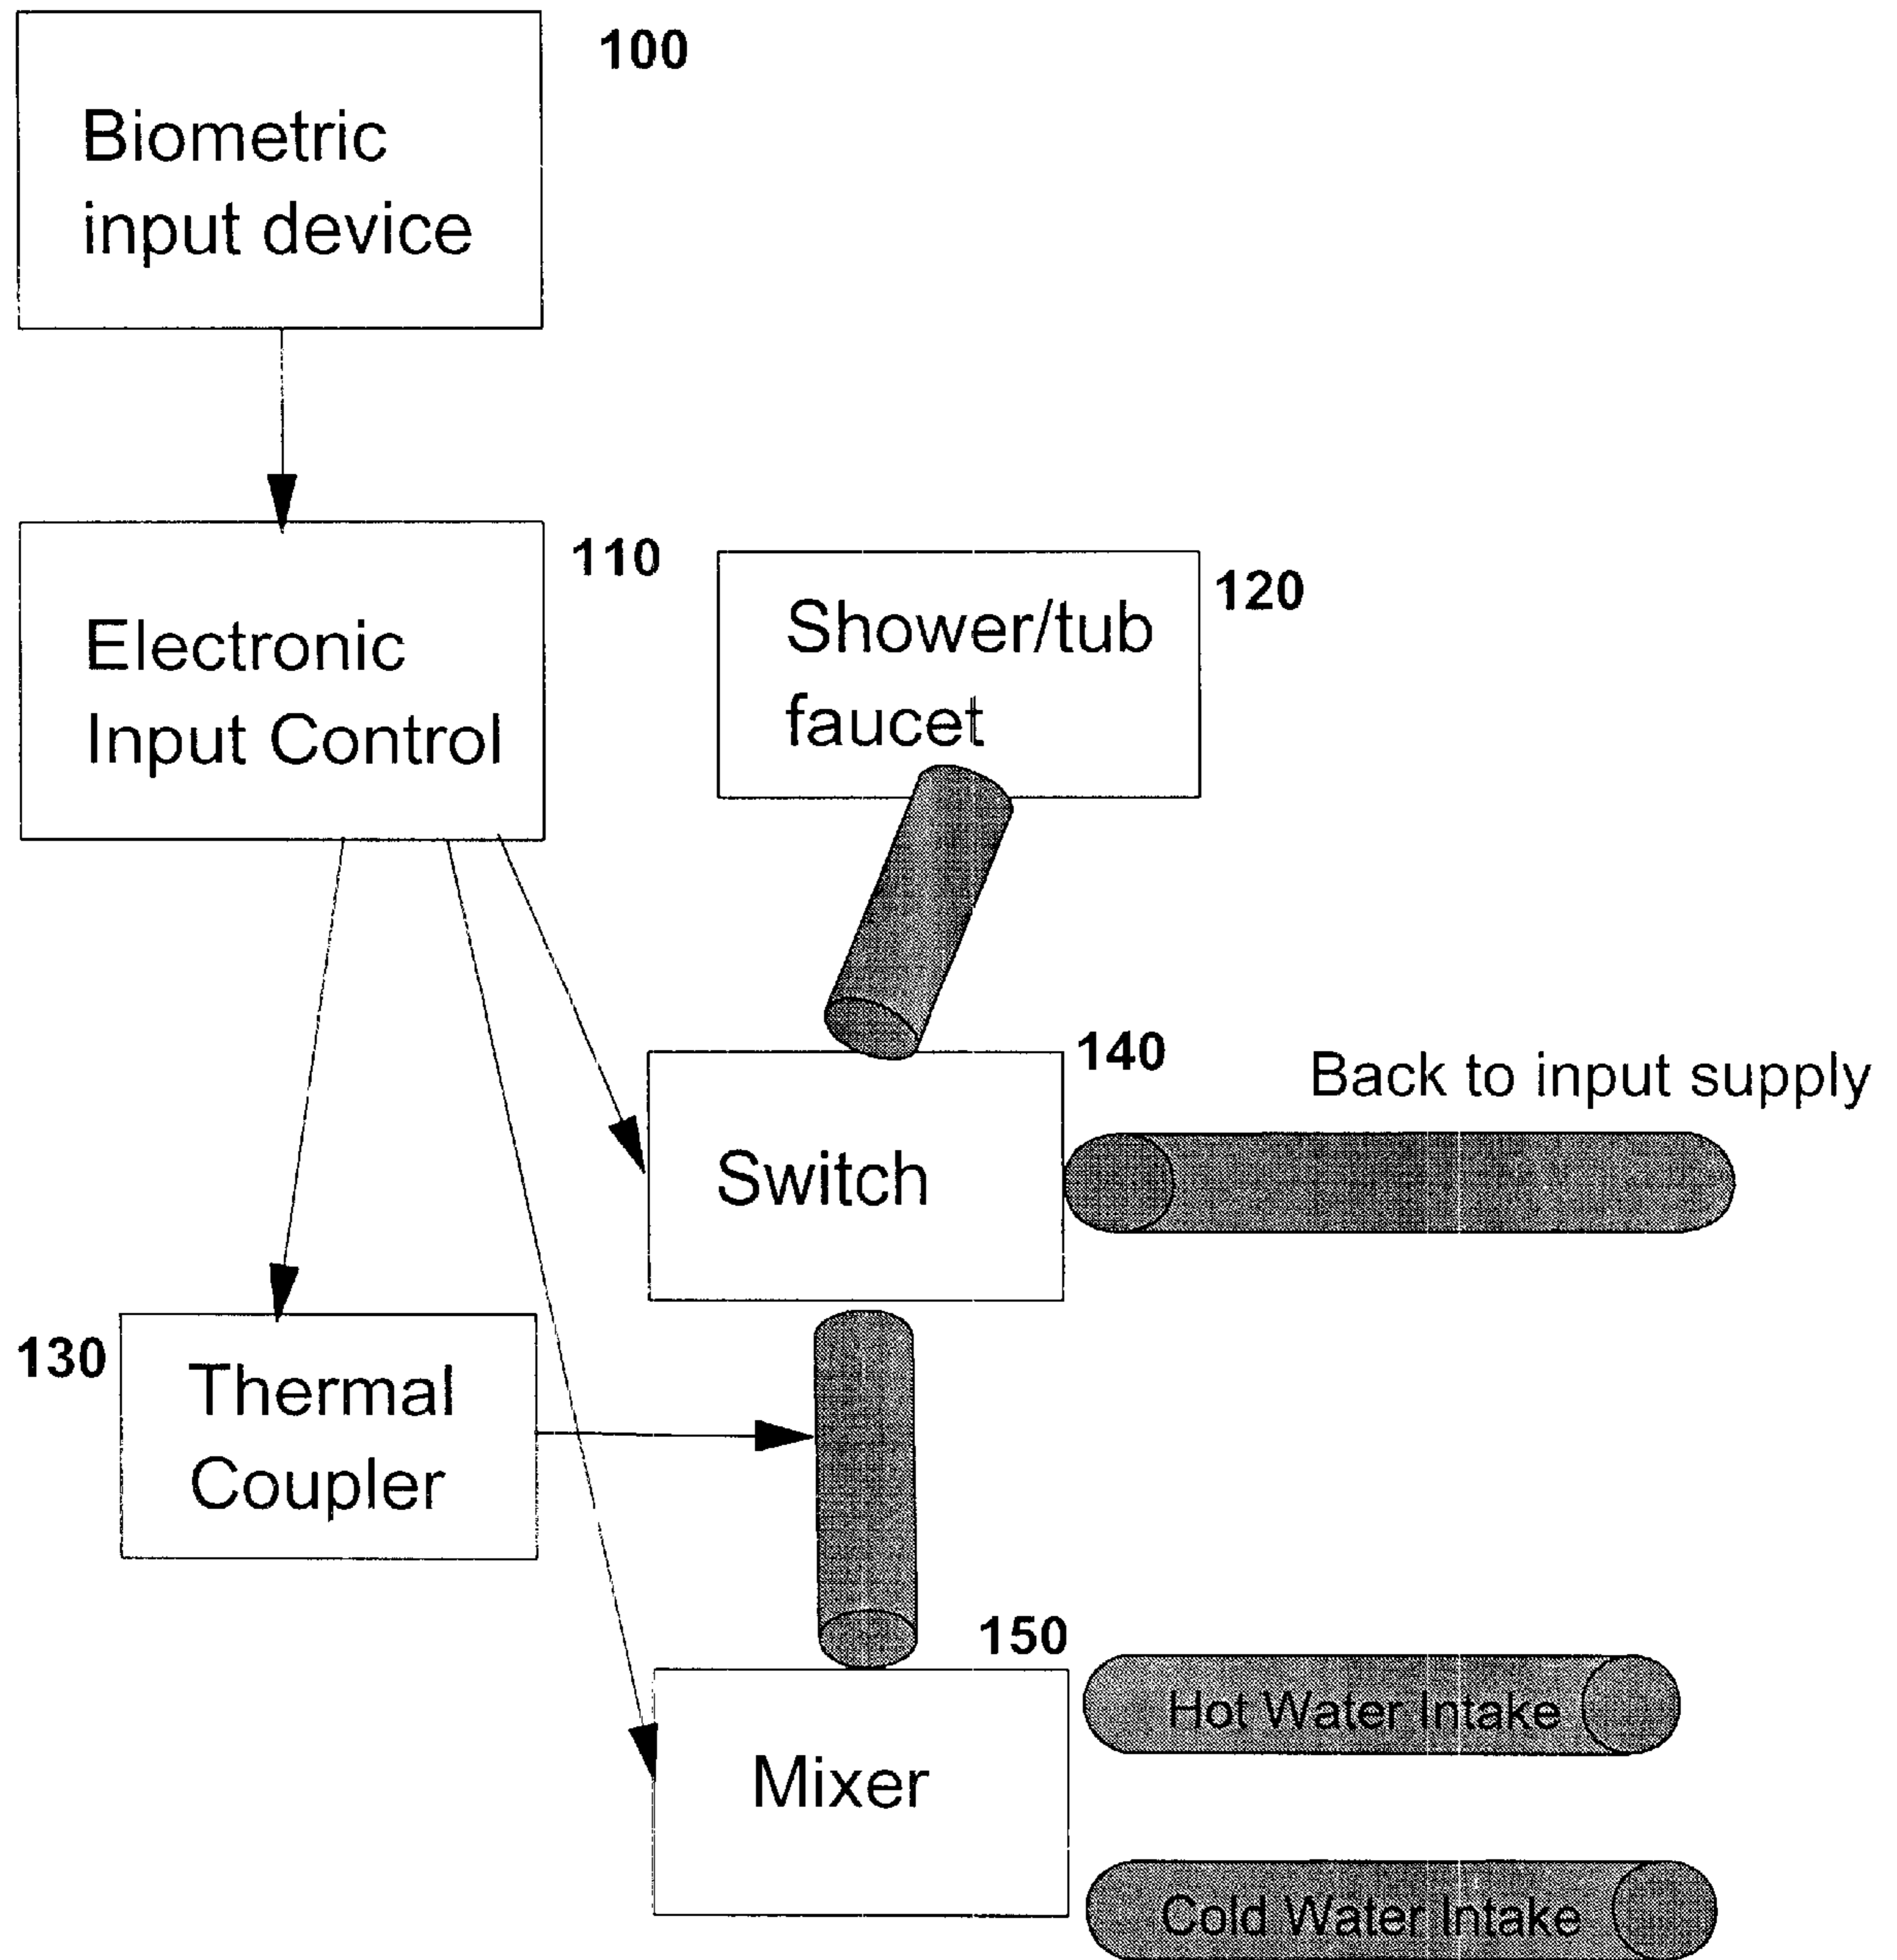 100
Biometric
input device
110
Electronic
Input Control
120
Shower/tub
faucet
140
Back to input supply
Switch
130
Thermal
Coupler
150
Hot Water Intake
Mixer
Cold Water Intake